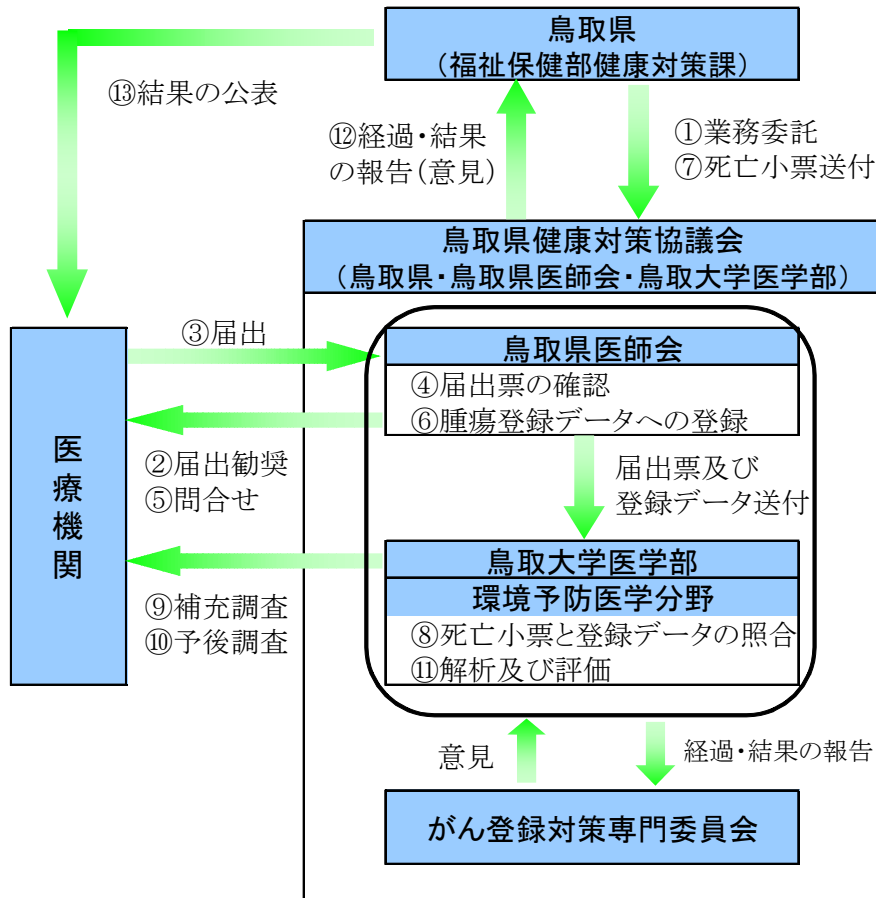 鳥取県
（福祉保健部健康対策課）
⑬結果の公表
⑫経過・結果
の報告（意見）
①業務委託
⑦死亡小票送付
鳥取県健康対策協議会
（鳥取県・鳥取県医師会・鳥取大学医学部）
③届出
鳥取県医師会
④届出票の確認
⑥腫瘍登録データへの登録
医療機関
②届出勧奨
⑤問合せ
届出票及び
登録データ送付
鳥取大学医学部
環境予防医学分野
⑧死亡小票と登録データの照合
⑪解析及び評価
⑨補充調査
⑩予後調査
意見
経過・結果の報告
がん登録対策専門委員会